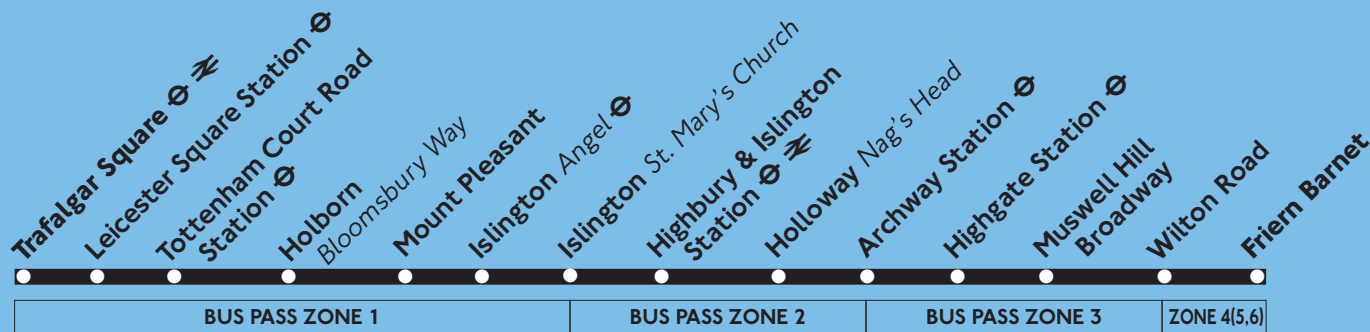 Trafalgar Square
Leicester Square Station
Tottenham Court Road
Station
Holborn
Bloomsbury Way
Mount Pleasant
Islington Angel
Islington St. Mary's Church
Highbury & Islington
Station
Holloway Nag's Head
Archway Station
Highgate Station
Muswell Hill
Broadway
Wilton Road
Friern Barnet
BUS PASS ZONE 1
BUS PASS ZONE 2
BUS PASS ZONE 3
ZONE 4(5,6)